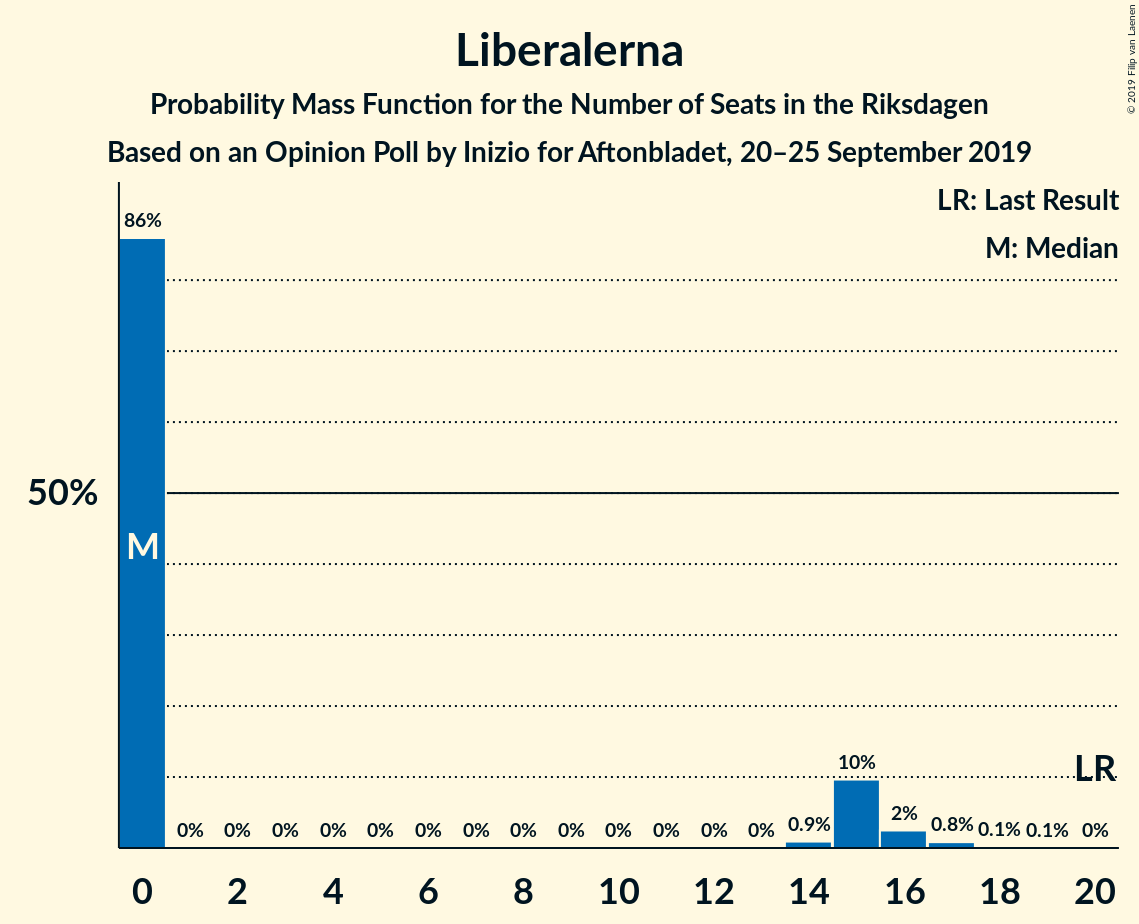 Liberalerna
Probability Mass Function for the Number of Seats in the Riksdagen
Based on an Opinion Poll by Inizio for Aftonbladet, 20–25 September 2019
© 2019 Filip van Laenen
LR: Last Result
M: Median
86%
50%
M
LR
0% 0% 0% 0% 0% 0% 0% 0% 0% 0% 0% 0% 0% 0.9% 10% 2% 0.8% 0.1% 0.1% 0%
0 2 4 6 8 10 12 14 16 18 20